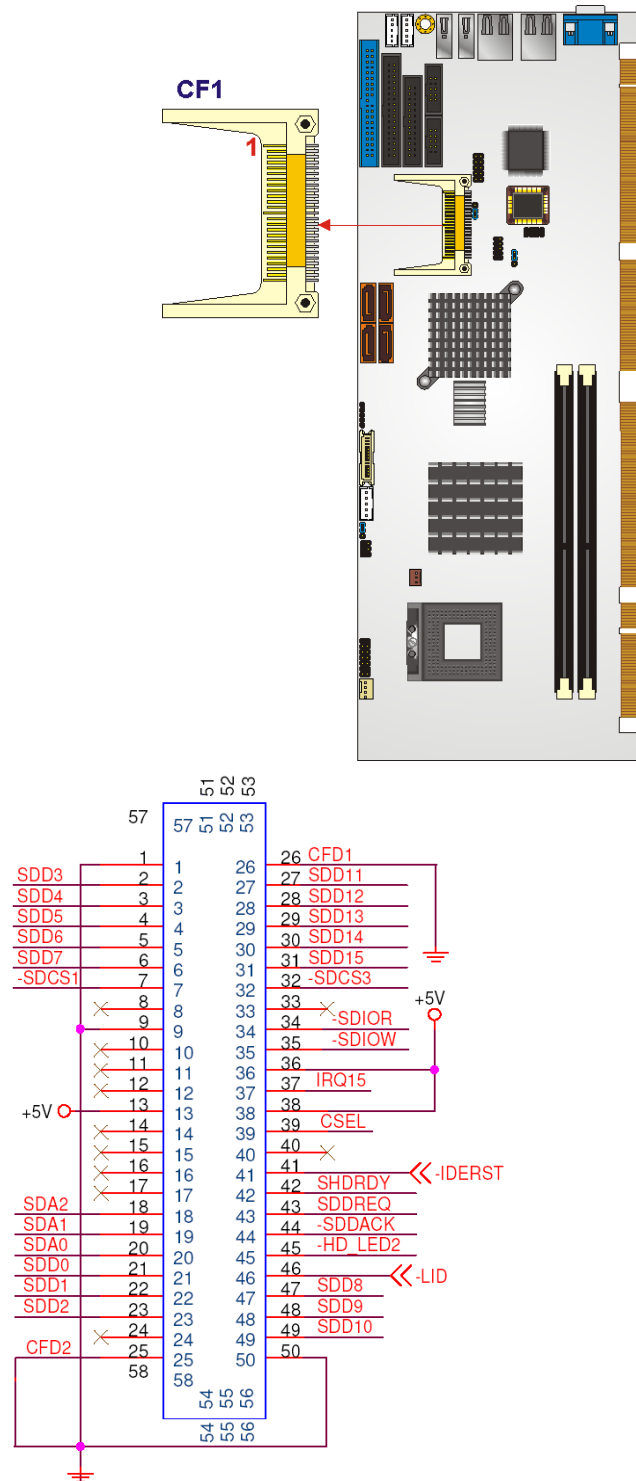 CF1
1
51 52 53
57
57 51 52 53
1 1 26 26 CFD1
SDD3 2 2 27 27 SDD11
SDD4 3 3 28 28 SDD12
SDD5 4 4 29 29 SDD13
SDD6 5 5 30 30 SDD14
SDD7 6 6 31 31 SDD15
-SDCS1 7 7 32 32 -SDCS3
8 8 33 33 +5V
9 9 34 34 -SDIOR
10 10 35 35 -SDIOW
11 11 36 36
12 12 37 37 IRQ15
+5V 13 13 38 38
14 14 39 39 CSEL
15 15 40 40
16 16 41 41 -IDERST
17 17 42 42 SHDRDY
SDA2 18 18 43 43 SDDREQ
SDA1 19 19 44 44 -SDDACK
SDA0 20 20 45 45 -HD_LED2
SDD0 21 21 46 46 -LID
SDD1 22 22 47 47 SDD8
SDD2 23 23 48 48 SDD9
24 24 49 49 SDD10
CFD2 25 25 50 50
58
58
54 55 56
54 55 56